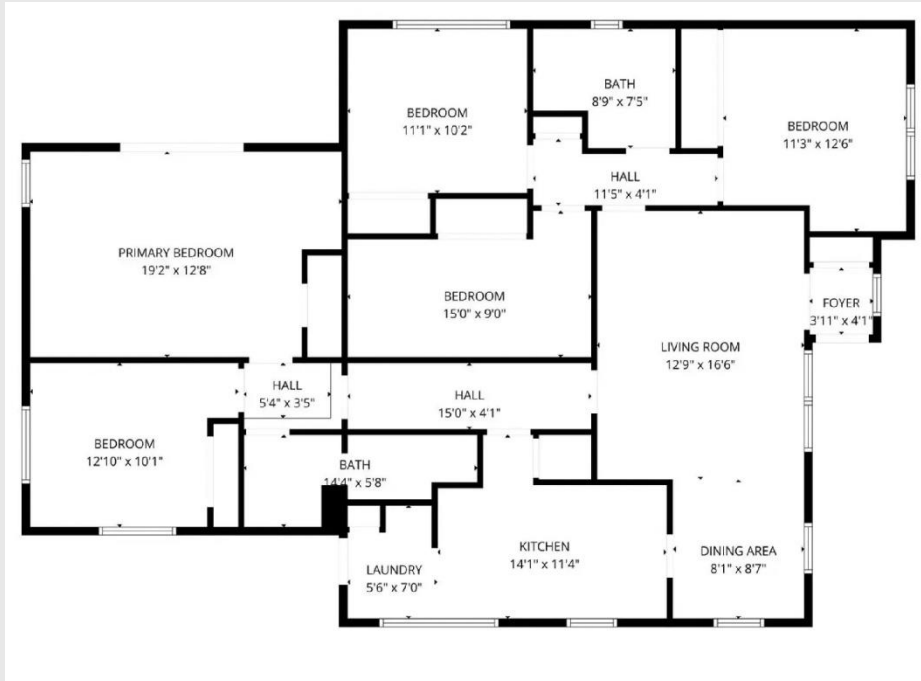 BATH
8'9" x 7'5"
BEDROOM
11'1" x 10'2"
BEDROOM
11'3" x 12'6"
HALL
11'5" x 4'1"
PRIMARY BEDROOM
19'2" x 12'8"
BEDROOM
15'0" x 9'0"
FOYER
3'11" x 4'1"
LIVING ROOM
12'9" x 16'6"
HALL
5'4" x 3'5"
HALL
15'0" x 4'1"
BEDROOM
12'10" x 10'1"
BATH
14'4" x 5'8"
KITCHEN
14'1" x 11'4"
DINING AREA
8'1" x 8'7"
LAUNDRY
5'6" x 7'0"